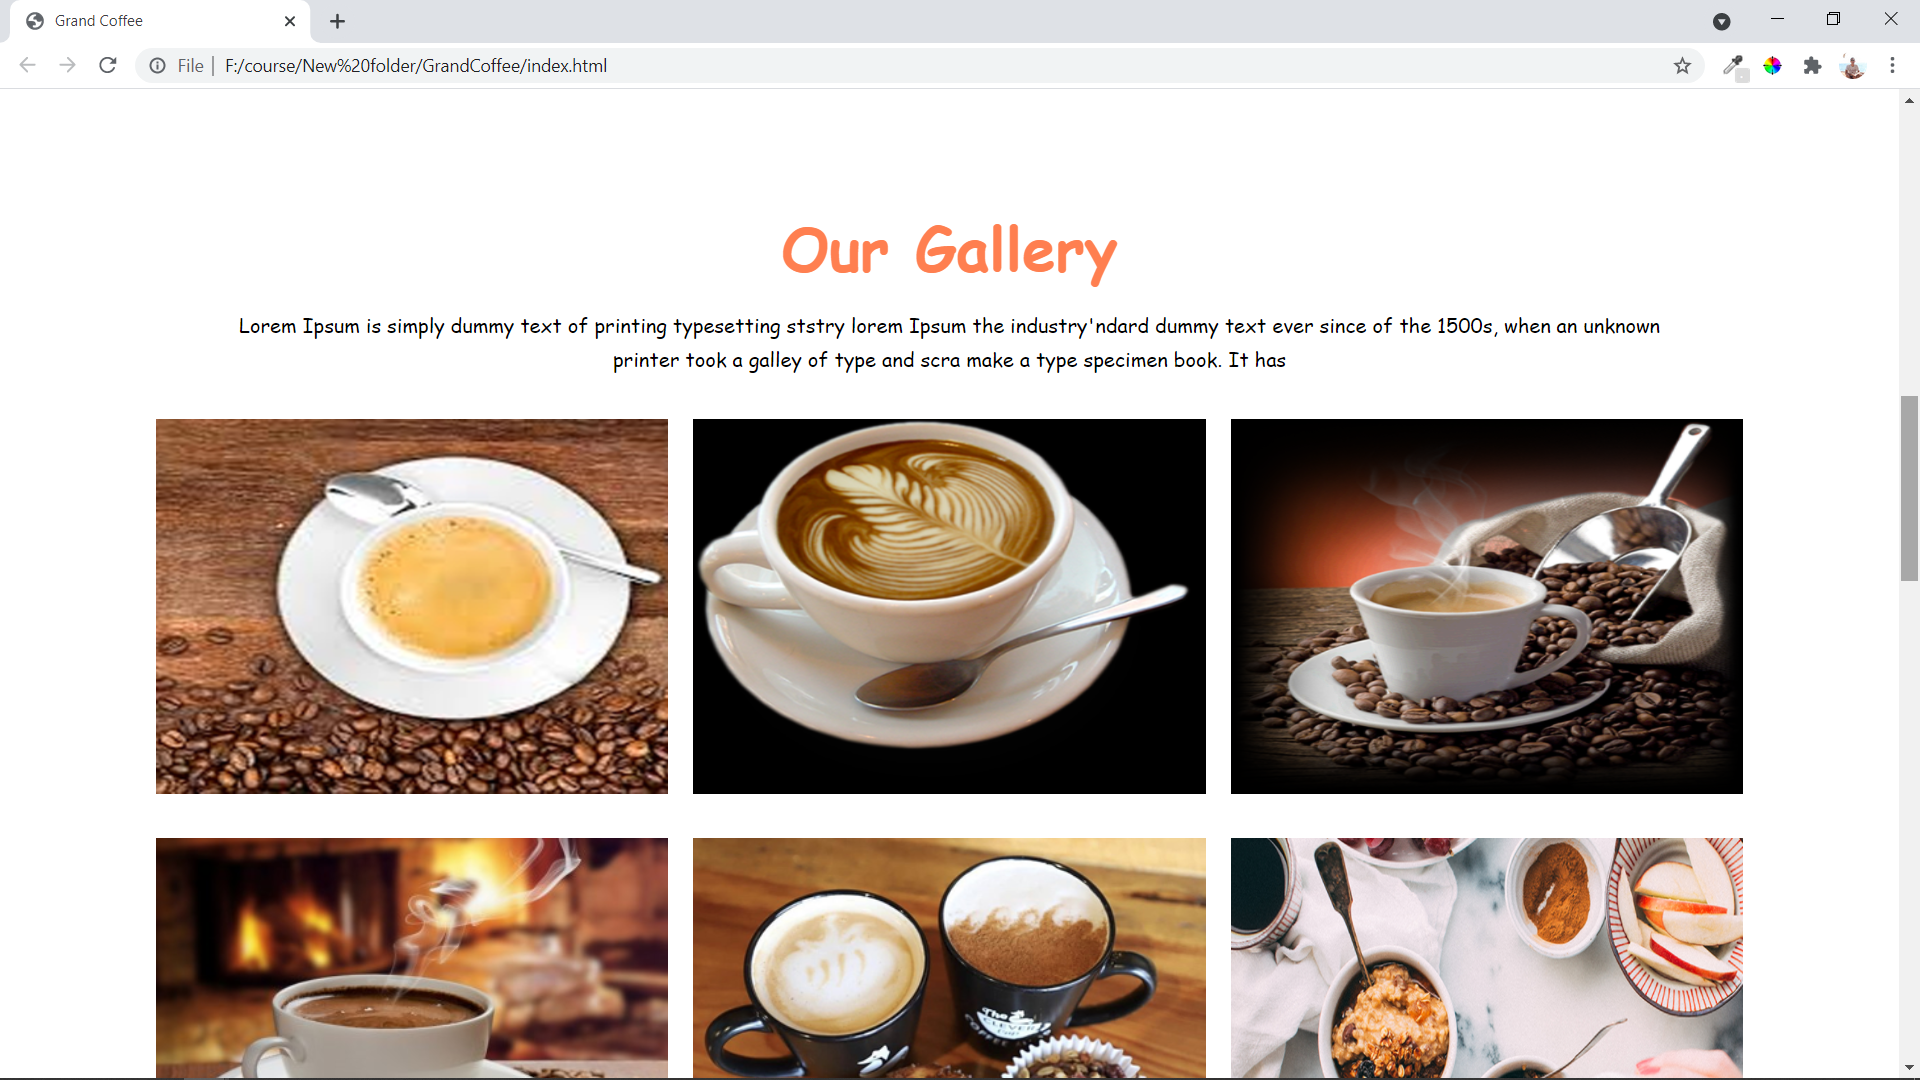 Grand Coffee
File | F:/course/New%20folder/GrandCoffee/index.html
Our Gallery
Lorem Ipsum is simply dummy text of printing typesetting ststry lorem Ipsum the industry'ndard dummy text ever since of the 1500s, when an unknown
printer took a galley of type and scra make a type specimen book. It has
The
CLEVER